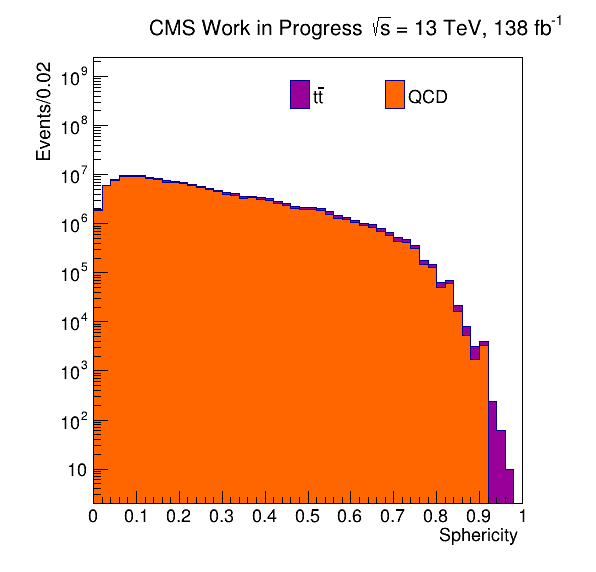 CMS Work in Progress √s = 13 TeV, 138 fb⁻¹
Events/0.02
tt̄ QCD
10⁹
10⁸
10⁷
10⁶
10⁵
10⁴
10³
10²
10
0 0.1 0.2 0.3 0.4 0.5 0.6 0.7 0.8 0.9 1
Sphericity